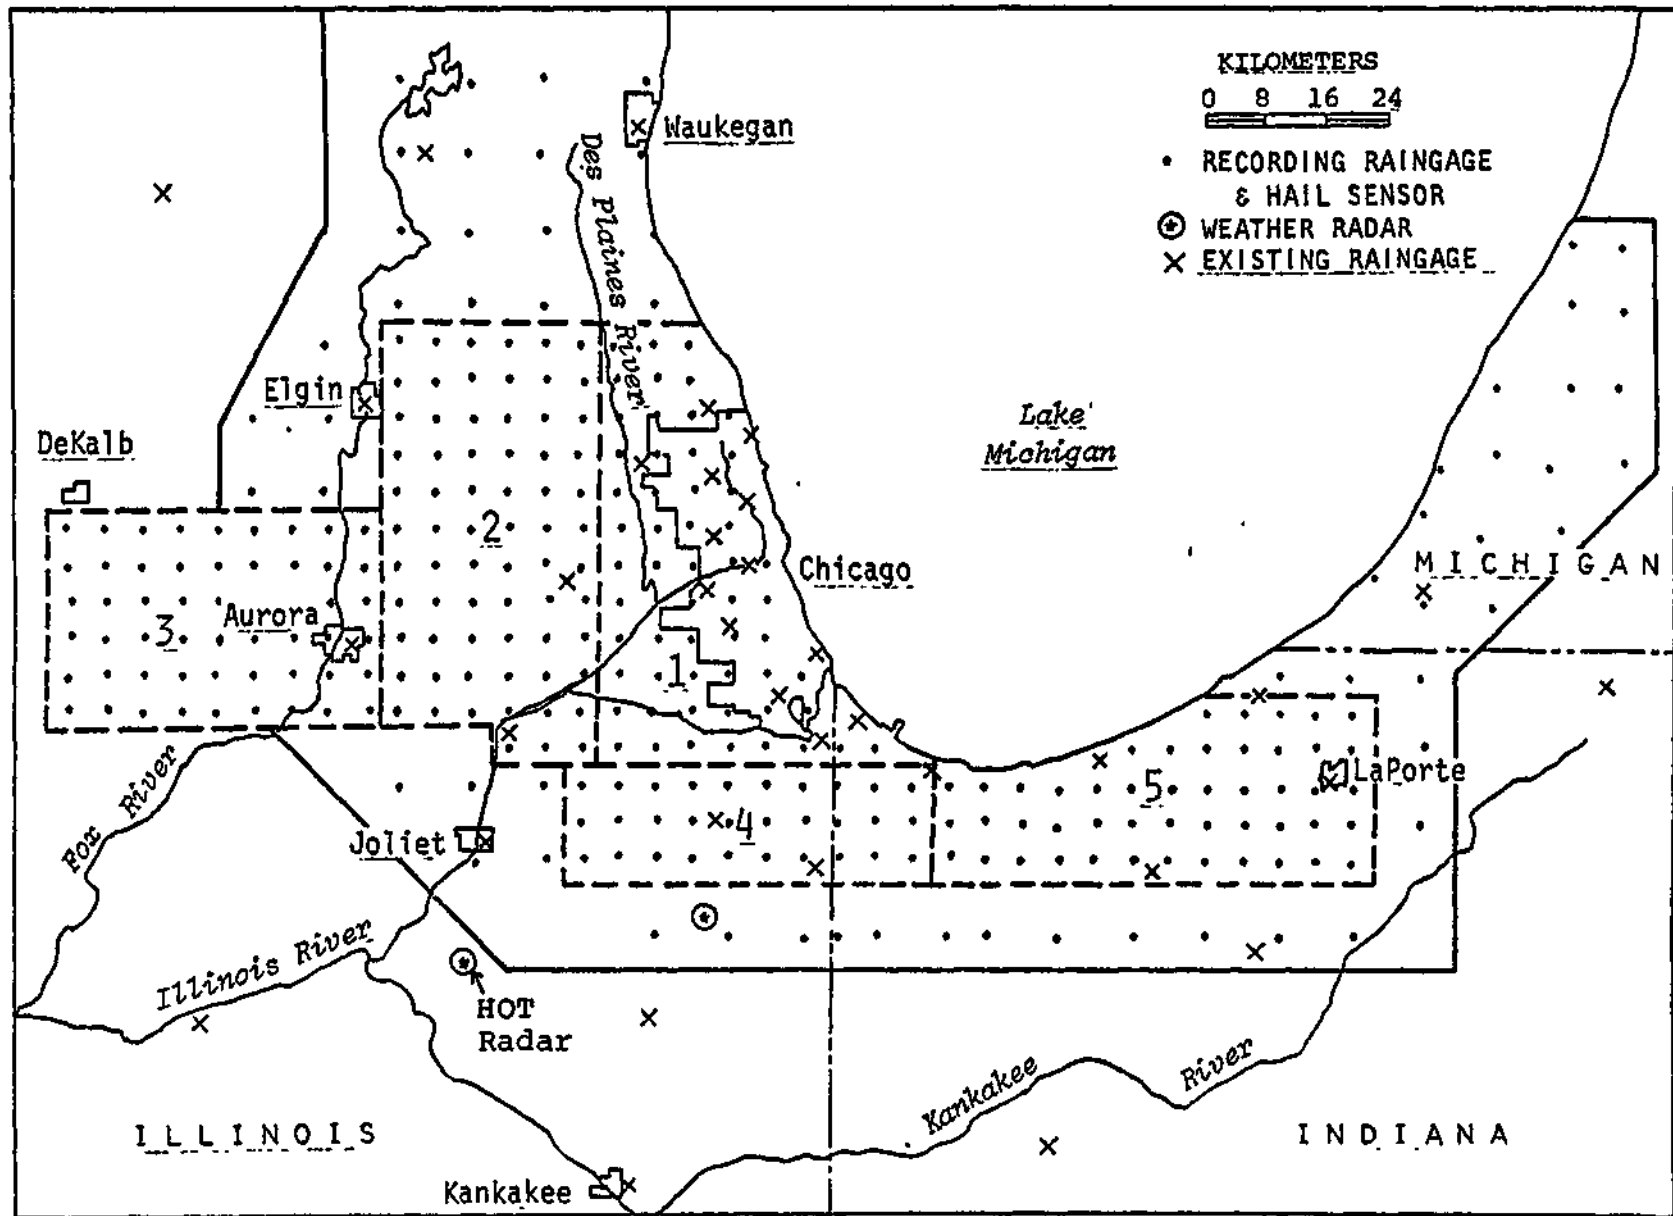 KILOMETERS
0 8 16 24
• RECORDING RAINGAGE
& HAIL SENSOR
WEATHER RADAR
× EXISTING RAINGAGE
Waukegan
Des Plaines River
Elgin
DeKalb
Lake
Michigan
2
Chicago
MICHIGAN
3
Aurora
1
5
LaPorte
4
Joliet
Fox River
Illinois River
HOT
Radar
Kankakee River
ILLINOIS
INDIANA
Kankakee